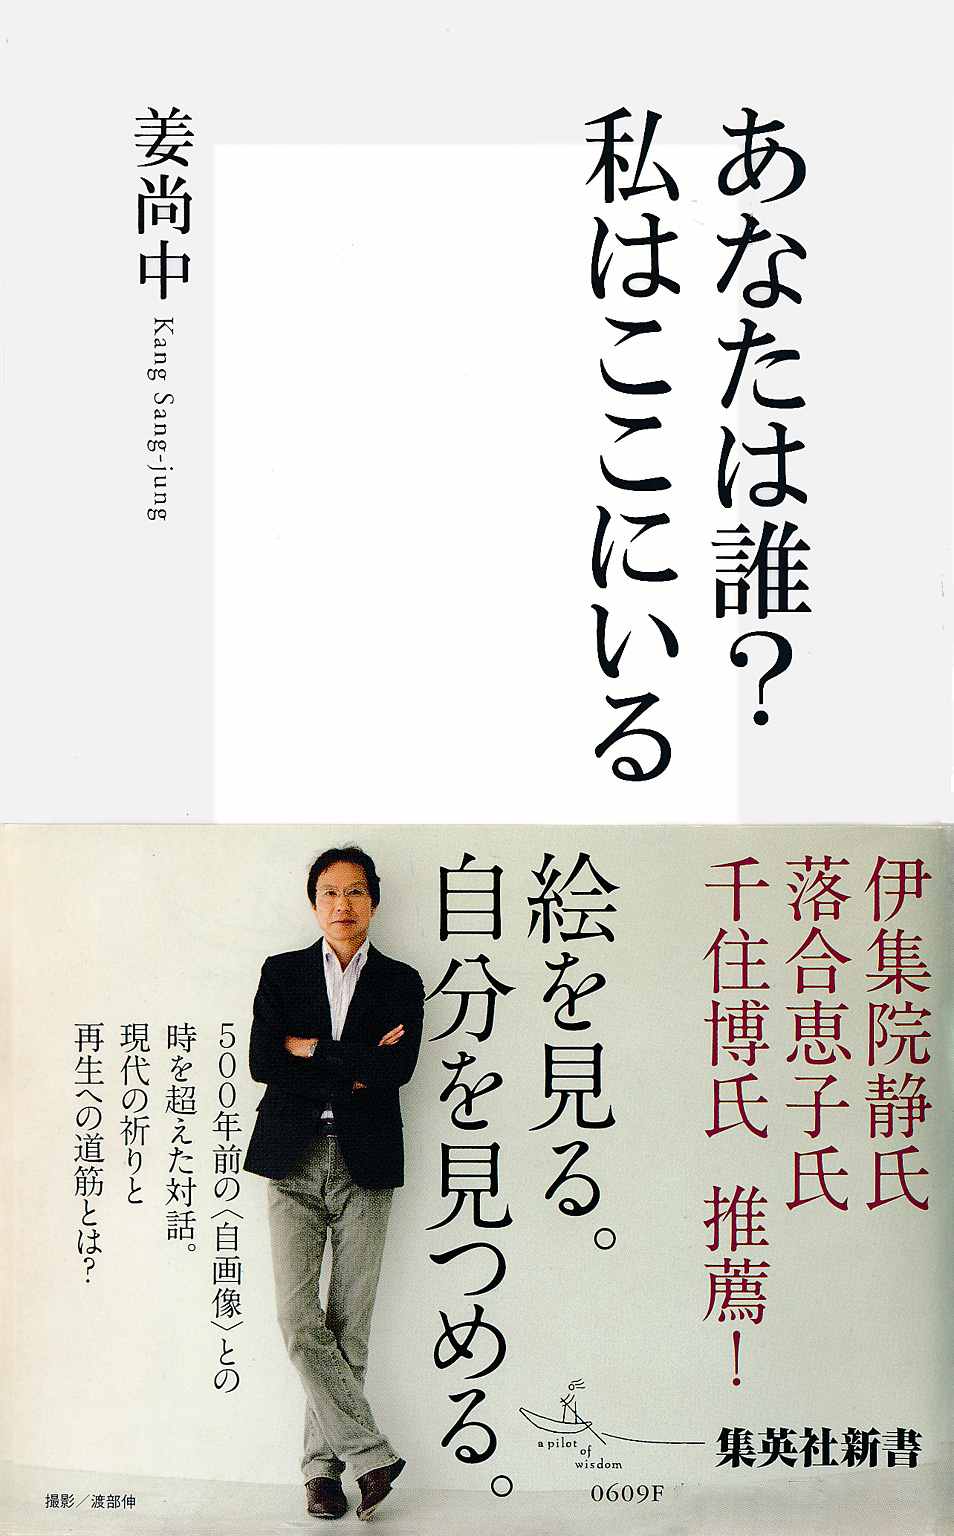 あなたは誰?
私はここにいる
姜尚中 Kang Sang-jung
伊集院静氏
落合恵子氏
千住博氏 推薦!
絵を見る。
自分を見つめる。
500年前の〈自画像〉との
時を超えた対話。
現代の祈りと
再生への道筋とは?
a pilot
of
wisdom
集英社新書
0609F
撮影/渡部伸